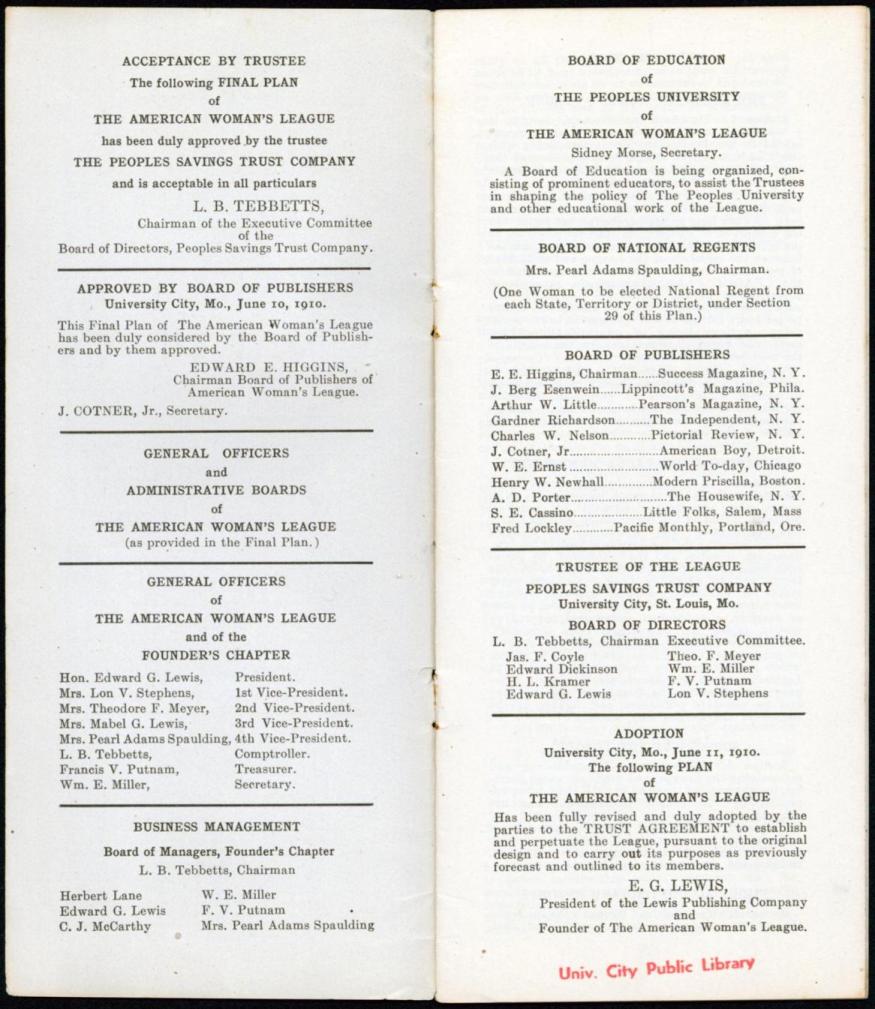 ACCEPTANCE BY TRUSTEE
The following FINAL PLAN
of
THE AMERICAN WOMAN'S LEAGUE
has been duly approved by the trustee
THE PEOPLES SAVINGS TRUST COMPANY
and is acceptable in all particulars
L. B. TEBBETTS,
Chairman of the Executive Committee
of the
Board of Directors, Peoples Savings Trust Company.
APPROVED BY BOARD OF PUBLISHERS
University City, Mo., June 10, 1910.
This Final Plan of The American Woman's League
has been duly considered by the Board of Publish-
ers and by them approved.
EDWARD E. HIGGINS,
Chairman Board of Publishers of
American Woman's League.
J. COTNER, Jr., Secretary.
GENERAL OFFICERS
and
ADMINISTRATIVE BOARDS
of
THE AMERICAN WOMAN'S LEAGUE
(as provided in the Final Plan.)
GENERAL OFFICERS
of
THE AMERICAN WOMAN'S LEAGUE
and of the
FOUNDER'S CHAPTER
Hon. Edward G. Lewis, President.
Mrs. Lon V. Stephens, 1st Vice-President.
Mrs. Theodore F. Meyer, 2nd Vice-President.
Mrs. Mabel G. Lewis, 3rd Vice-President.
Mrs. Pearl Adams Spaulding, 4th Vice-President.
L. B. Tebbetts, Comptroller.
Francis V. Putnam, Treasurer.
Wm. E. Miller, Secretary.
BUSINESS MANAGEMENT
Board of Managers, Founder's Chapter
L. B. Tebbetts, Chairman
Herbert Lane W. E. Miller
Edward G. Lewis F. V. Putnam
C. J. McCarthy Mrs. Pearl Adams Spaulding
BOARD OF EDUCATION
of
THE PEOPLES UNIVERSITY
of
THE AMERICAN WOMAN'S LEAGUE
Sidney Morse, Secretary.
A Board of Education is being organized, con-
sisting of prominent educators, to assist the Trustees
in shaping the policy of The Peoples University
and other educational work of the League.
BOARD OF NATIONAL REGENTS
Mrs. Pearl Adams Spaulding, Chairman.
(One Woman to be elected National Regent from
each State, Territory or District, under Section
29 of this Plan.)
BOARD OF PUBLISHERS
E. E. Higgins, Chairman......Success Magazine, N. Y.
J. Berg Esenwein......Lippincott's Magazine, Phila.
Arthur W. Little............Pearson's Magazine, N. Y.
Gardner Richardson..........The Independent, N. Y.
Charles W. Nelson............Pictorial Review, N. Y.
J. Cotner, Jr..........................American Boy, Detroit.
W. E. Ernst ..........................World To-day, Chicago
Henry W. Newhall..............Modern Priscilla, Boston.
A. D. Porter............................The Housewife, N. Y.
S. E. Cassino....................Little Folks, Salem, Mass
Fred Lockley............Pacific Monthly, Portland, Ore.
TRUSTEE OF THE LEAGUE
PEOPLES SAVINGS TRUST COMPANY
University City, St. Louis, Mo.
BOARD OF DIRECTORS
L. B. Tebbetts, Chairman Executive Committee.
Jas. F. Coyle Theo. F. Meyer
Edward Dickinson Wm. E. Miller
H. L. Kramer F. V. Putnam
Edward G. Lewis Lon V. Stephens
ADOPTION
University City, Mo., June 11, 1910.
The following PLAN
of
THE AMERICAN WOMAN'S LEAGUE
Has been fully revised and duly adopted by the
parties to the TRUST AGREEMENT to establish
and perpetuate the League, pursuant to the original
design and to carry out its purposes as previously
forecast and outlined to its members.
E. G. LEWIS,
President of the Lewis Publishing Company
and
Founder of The American Woman's League.
Univ. City Public Library